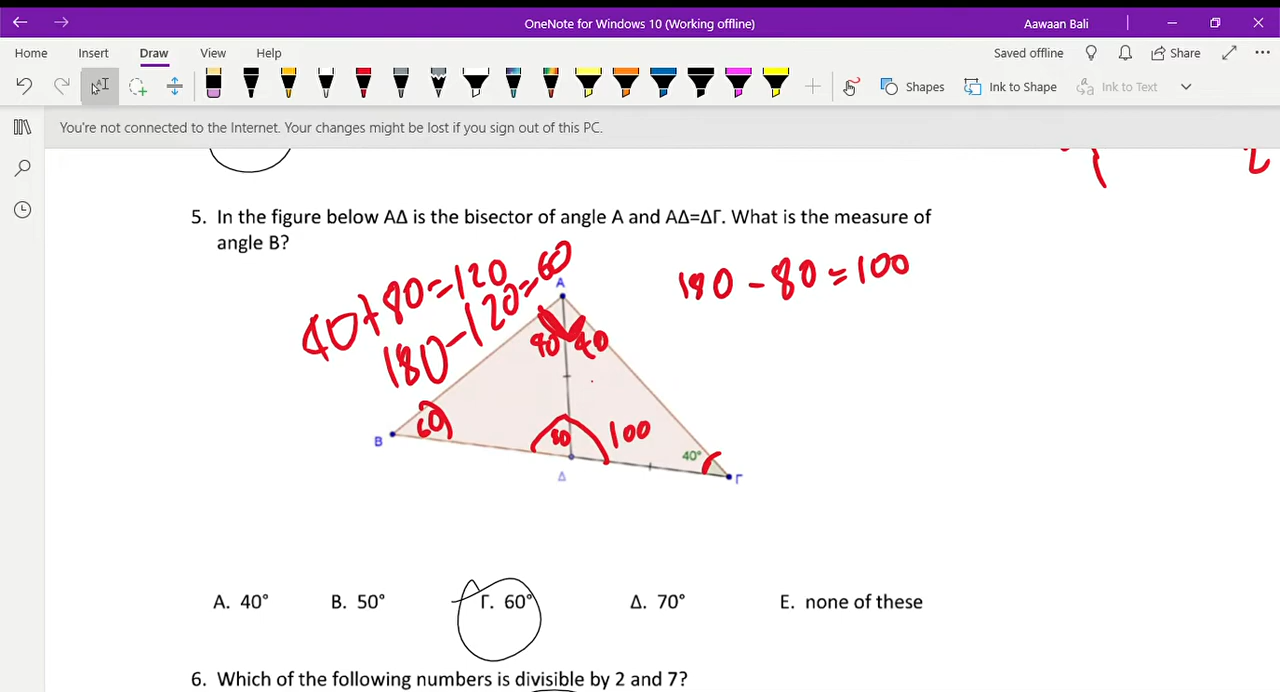 OneNote for Windows 10 (Working offline)
Aawaan Bali
Home Insert Draw View Help
Saved offline
Share
Shapes
Ink to Shape
Ink to Text
You're not connected to the Internet. Your changes might be lost if you sign out of this PC.
5. In the figure below ΑΔ is the bisector of angle A and ΑΔ=ΔΓ. What is the measure of
angle B?
40+80=120
180-120=60
180-80=100
A
40 40
60
B
80
100
40°
Δ
Γ
A. 40° B. 50° Γ. 60° Δ. 70° E. none of these
6. Which of the following numbers is divisible by 2 and 7?